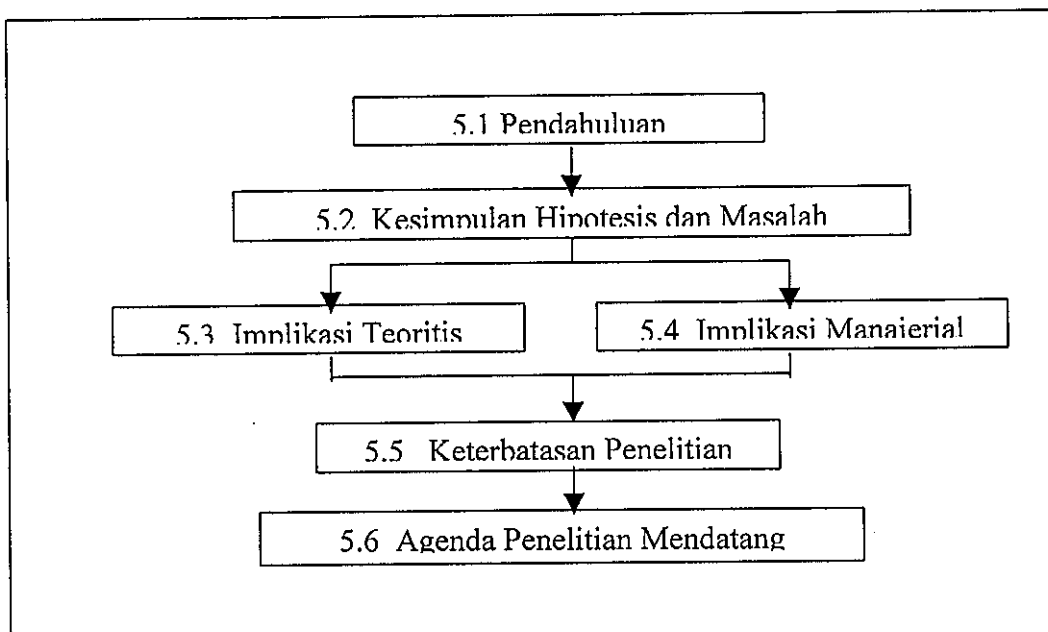 5.1 Pendahuluan
5.2 Kesimpulan Hipotesis dan Masalah
5.3 Implikasi Teoritis
5.4 Implikasi Manajerial
5.5 Keterbatasan Penelitian
5.6 Agenda Penelitian Mendatang